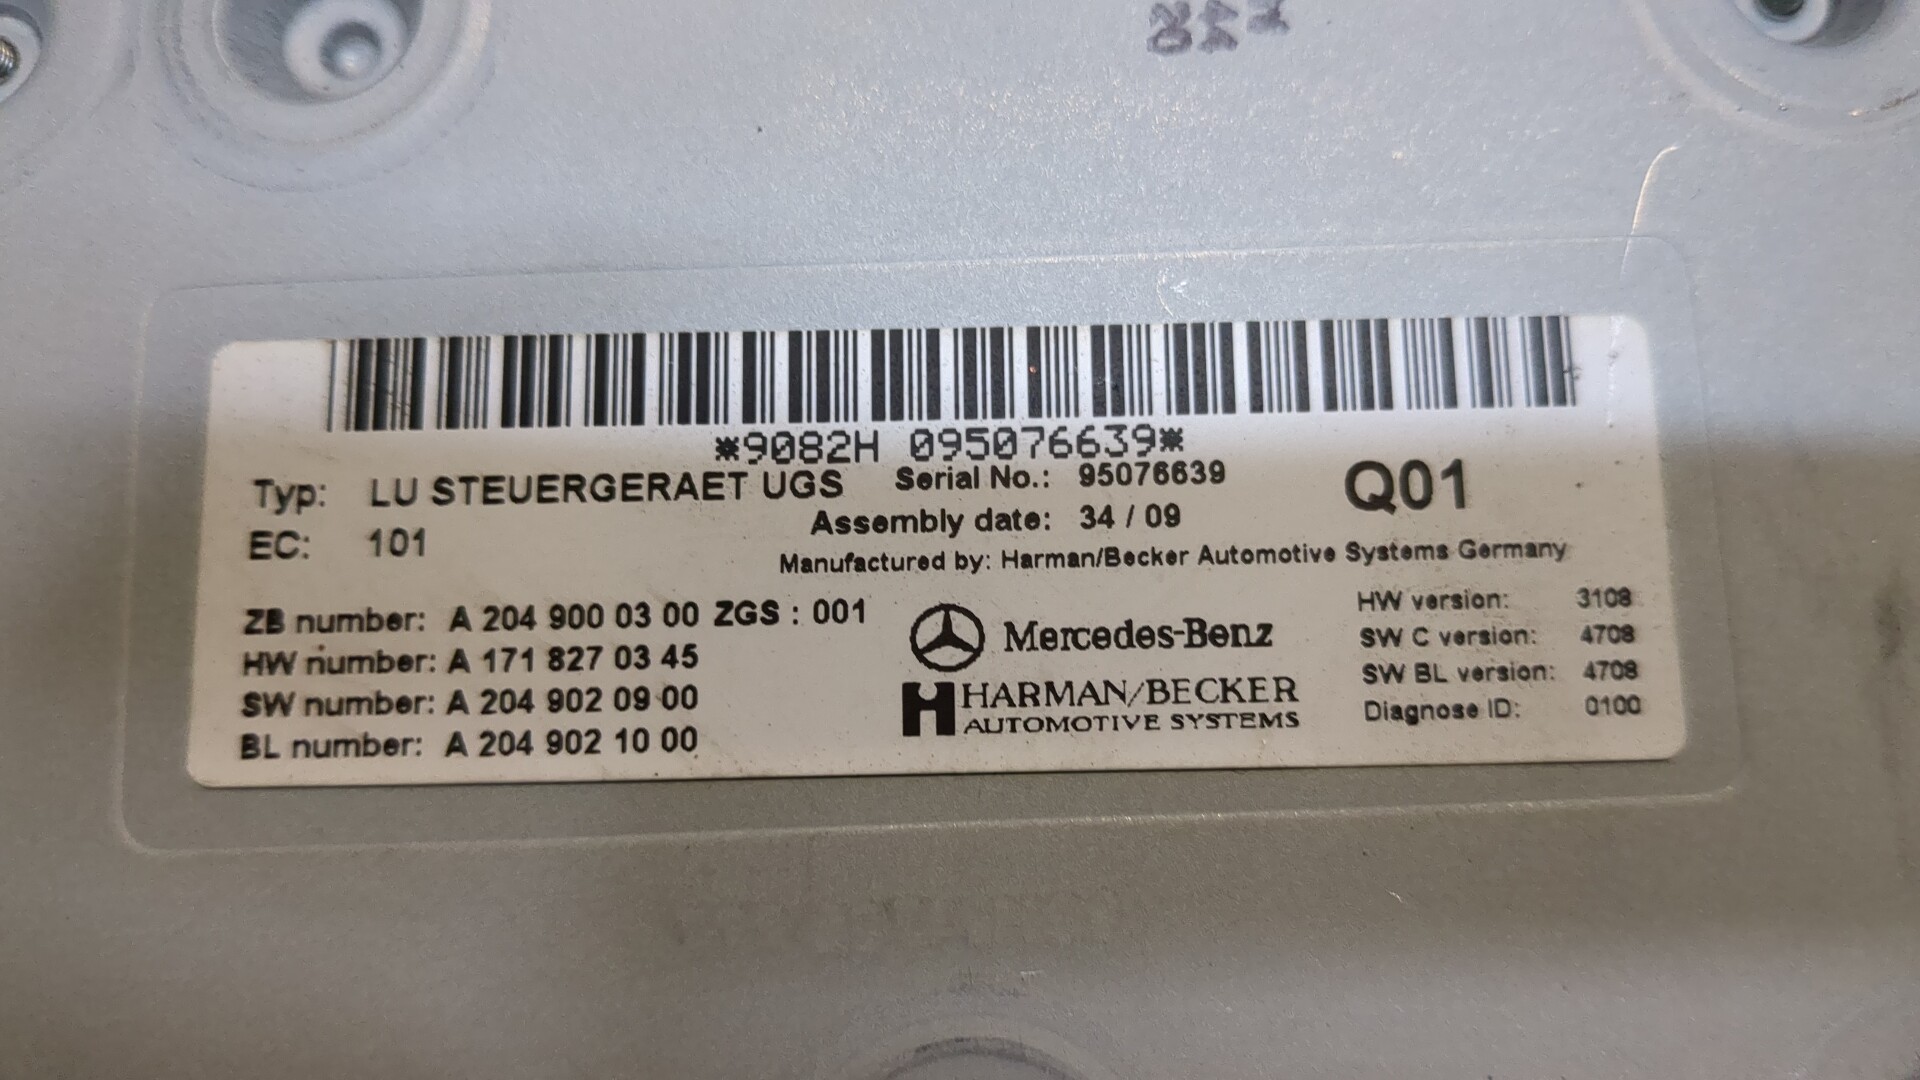 *9082H 095076639*
Typ: LU STEUERGERAET UGS Serial No.: 95076639 Q01
EC: 101 Assembly date: 34 / 09
Manufactured by: Harman/Becker Automotive Systems Germany
ZB number: A 204 900 03 00 ZGS : 001
HW number: A 171 827 03 45
SW number: A 204 902 09 00
BL number: A 204 902 10 00
Mercedes-Benz
HARMAN/BECKER
AUTOMOTIVE SYSTEMS
HW version: 3108
SW C version: 4708
SW BL version: 4708
Diagnose ID: 0100